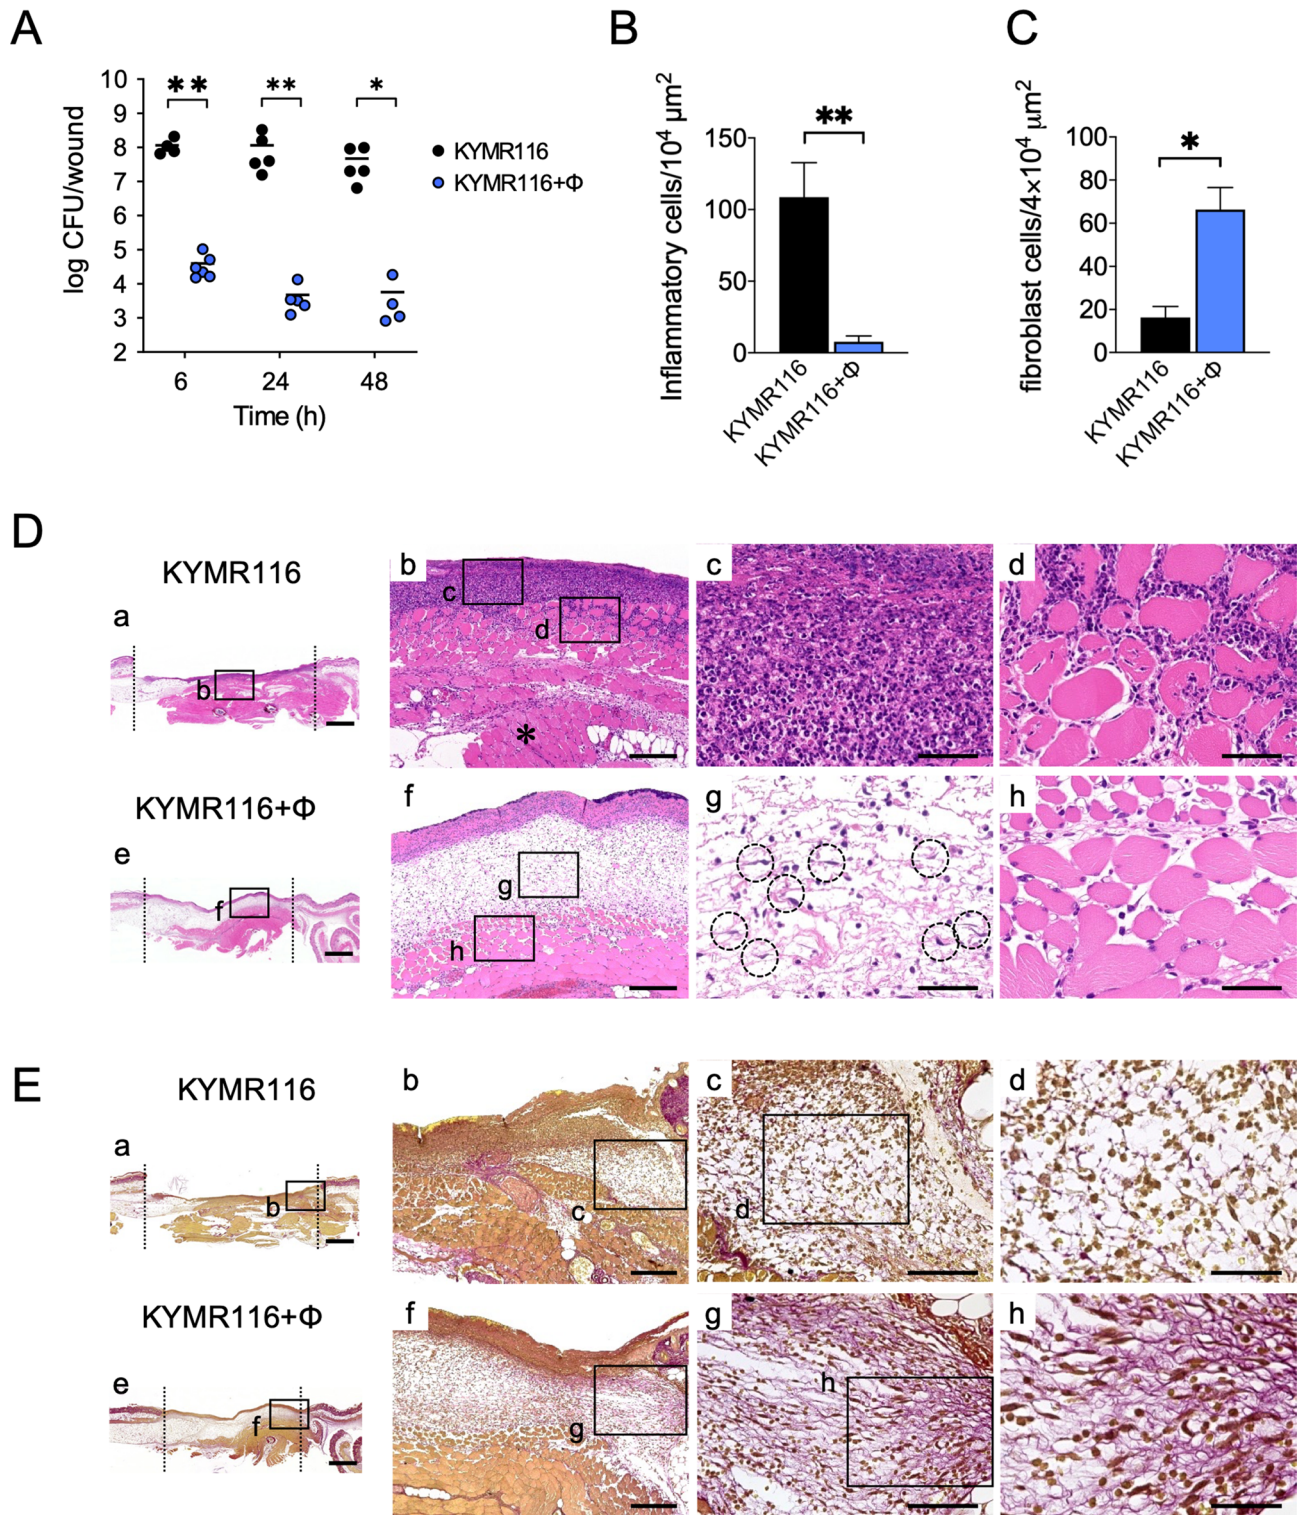 A
B
C
10
9
8
7
6
5
4
3
2
log CFU/wound
**
**
*
6
24
48
Time (h)
KYMR116
KYMR116+Φ
Inflammatory cells/10⁴ μm²
150
100
50
0
**
KYMR116
KYMR116+Φ
fibroblast cells/4×10⁴ μm²
100
80
60
40
20
0
*
KYMR116
KYMR116+Φ
D
KYMR116
a
b
b
c
d
*
c
d
KYMR116+Φ
e
f
f
g
h
g
h
E
KYMR116
a
b
b
c
c
d
d
KYMR116+Φ
e
f
f
g
g
h
h